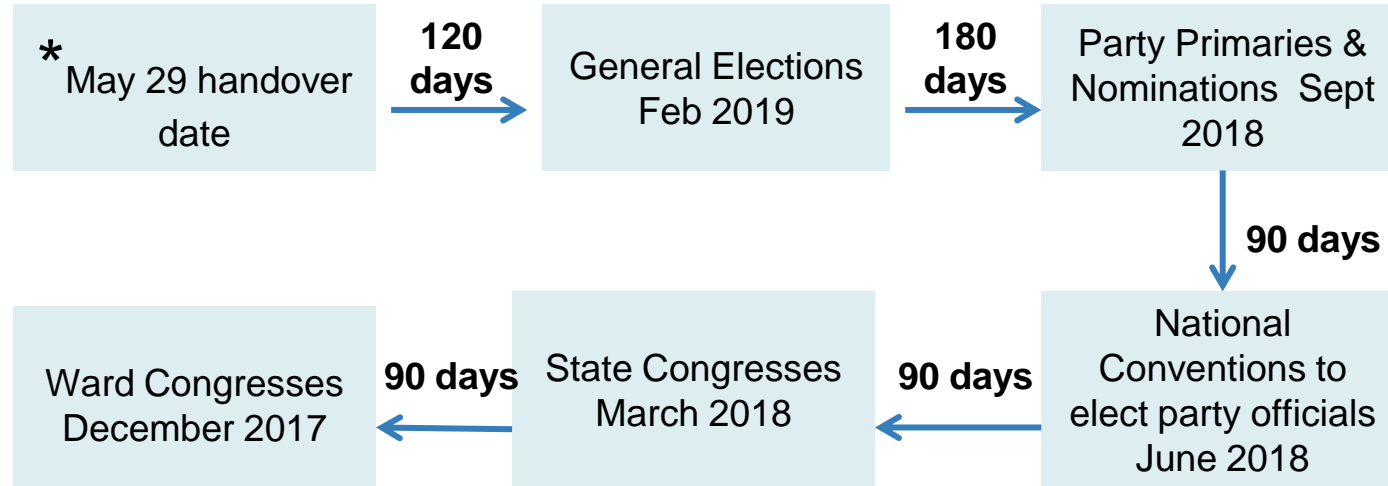 * May 29 handover
date
120
days
General Elections
Feb 2019
180
days
Party Primaries &
Nominations Sept
2018
90 days
National
Conventions to
elect party officials
June 2018
90 days
State Congresses
March 2018
90 days
Ward Congresses
December 2017